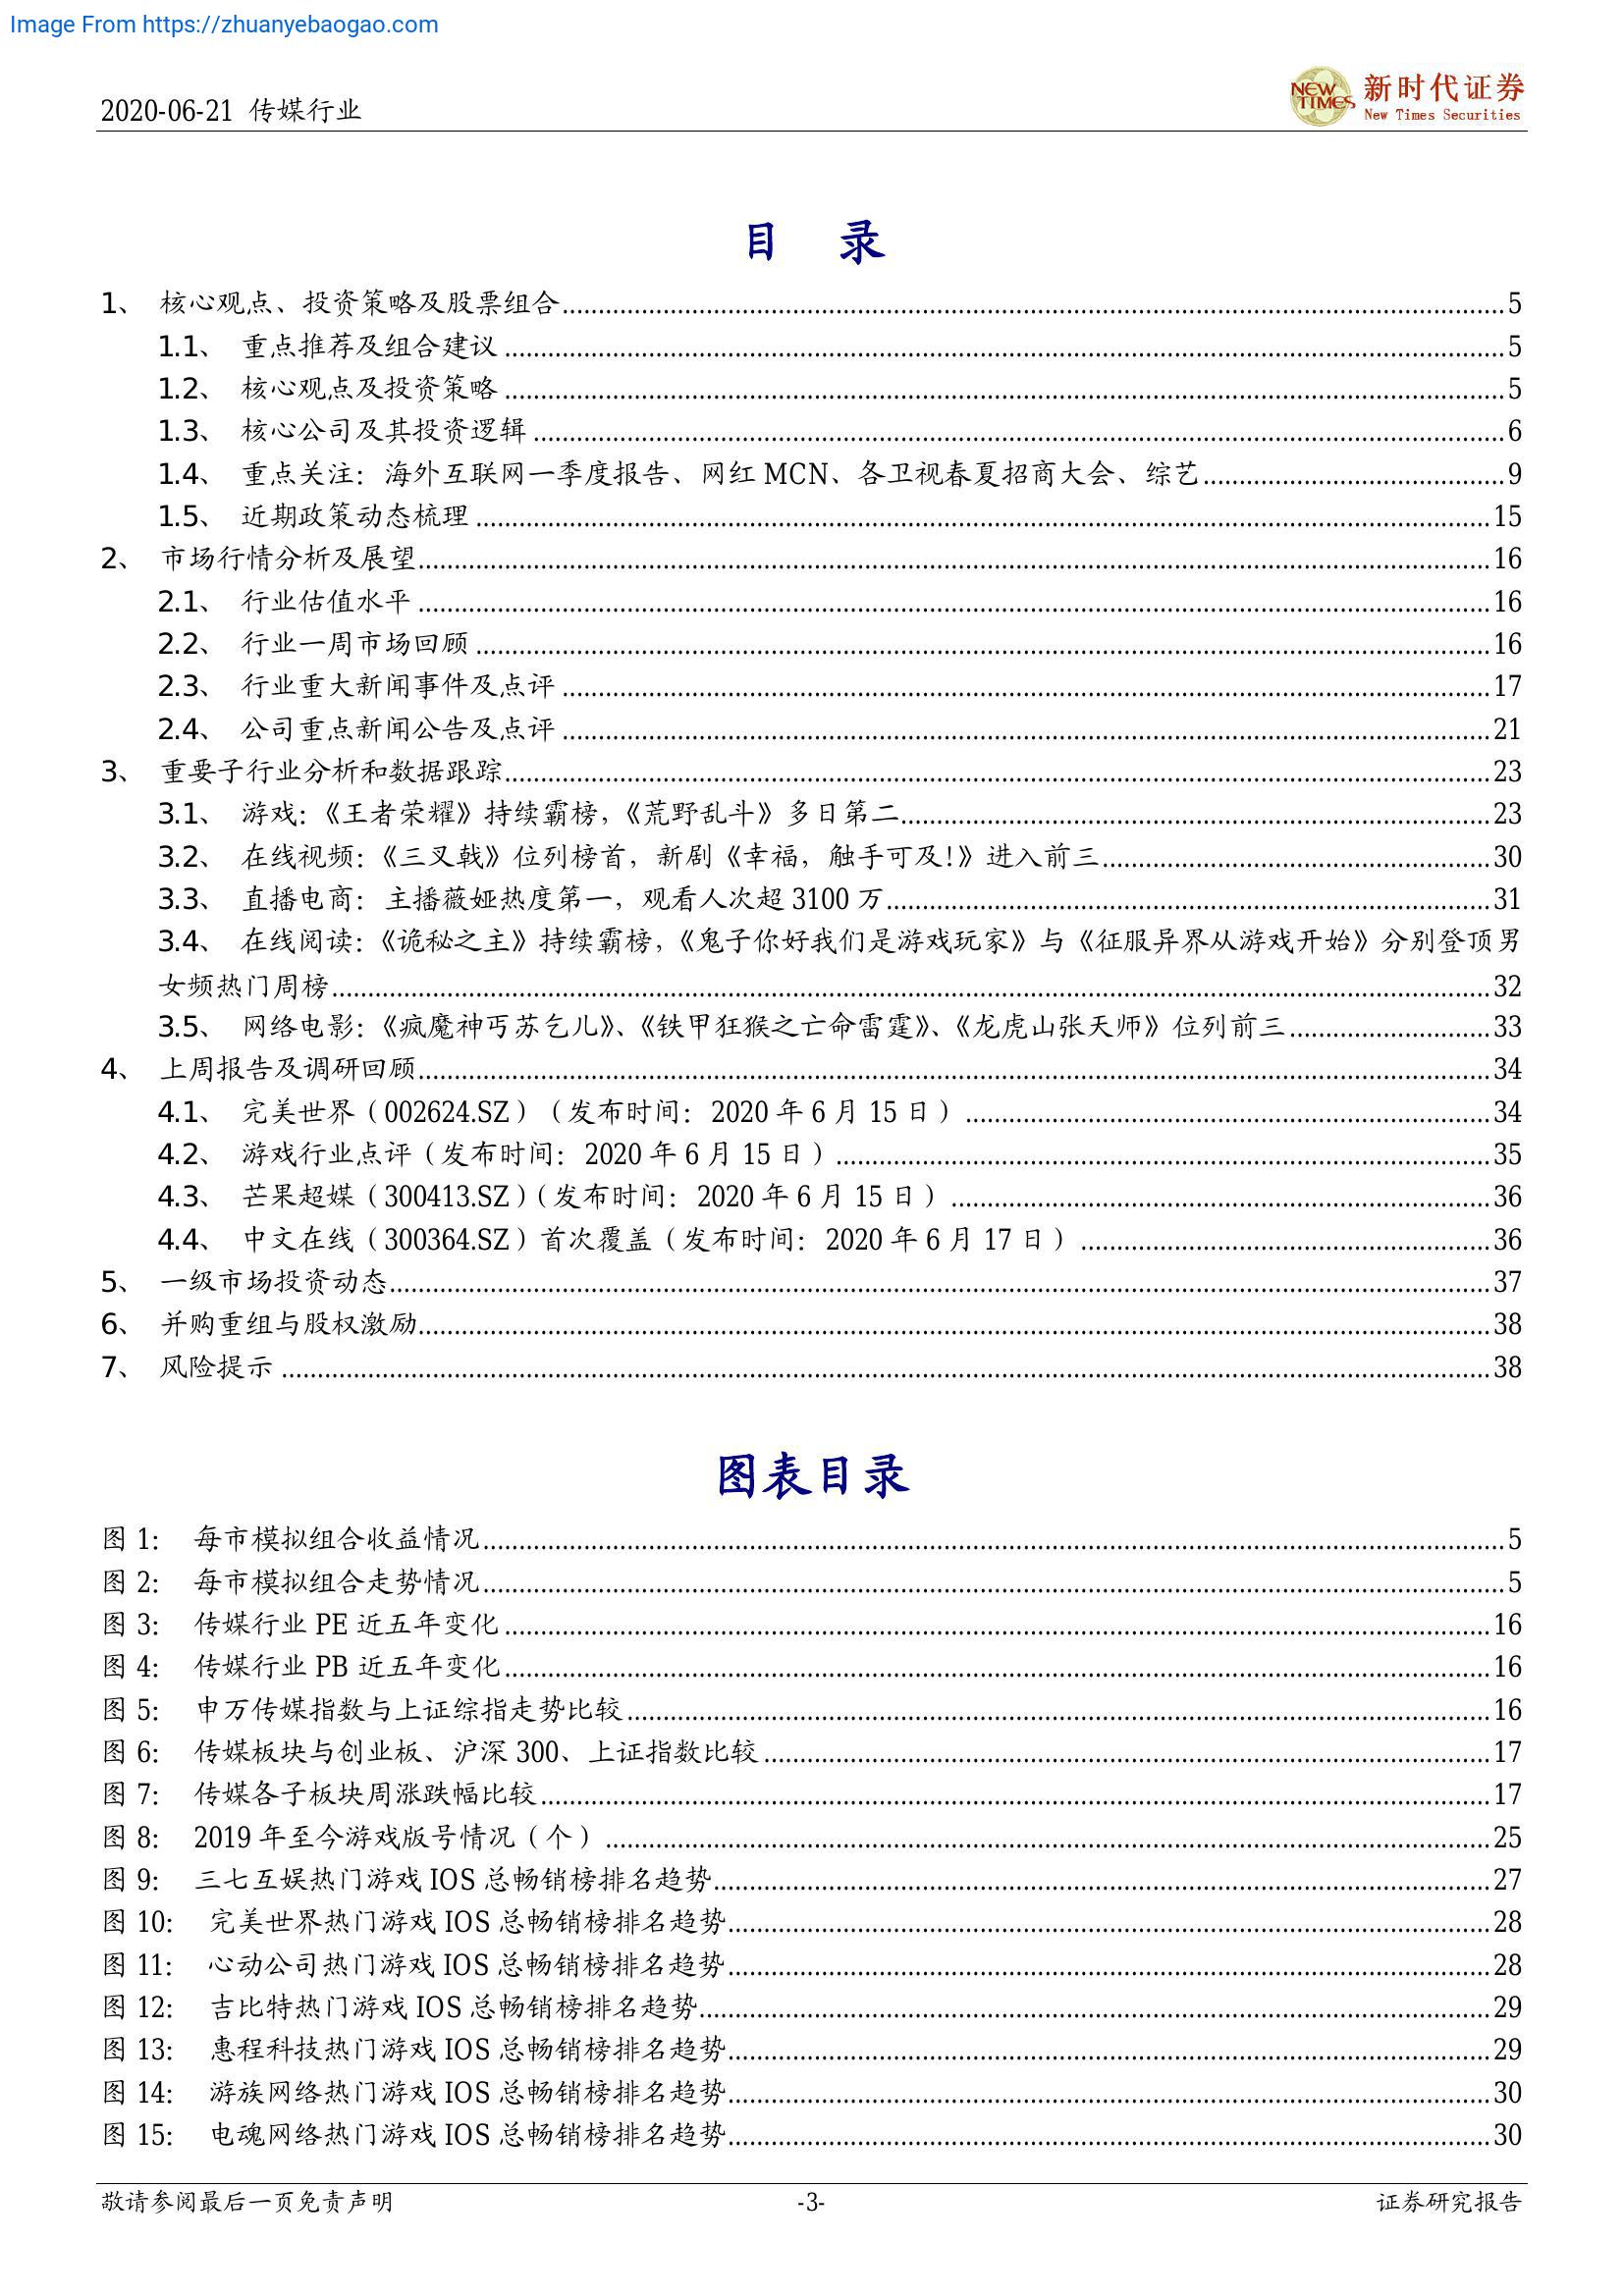 Image From https://zhuanyebaogao.com
2020-06-21 传媒行业
NEW TIMES
新时代证券
New Times Securities
目 录
1、 核心观点、投资策略及股票组合 5
1.1、 重点推荐及组合建议 5
1.2、 核心观点及投资策略 5
1.3、 核心公司及其投资逻辑 6
1.4、 重点关注：海外互联网一季度报告、网红 MCN、各卫视春夏招商大会、综艺 9
1.5、 近期政策动态梳理 15
2、 市场行情分析及展望 16
2.1、 行业估值水平 16
2.2、 行业一周市场回顾 16
2.3、 行业重大新闻事件及点评 17
2.4、 公司重点新闻公告及点评 21
3、 重要子行业分析和数据跟踪 23
3.1、 游戏：《王者荣耀》持续霸榜，《荒野乱斗》多日第二 23
3.2、 在线视频：《三叉戟》位列榜首，新剧《幸福，触手可及！》进入前三 30
3.3、 直播电商：主播薇娅热度第一，观看人次超 3100 万 31
3.4、 在线阅读：《诡秘之主》持续霸榜，《鬼子你好我们是游戏玩家》与《征服异界从游戏开始》分别登顶男
女频热门周榜 32
3.5、 网络电影：《疯魔神丐苏乞儿》、《铁甲狂猴之亡命雷霆》、《龙虎山张天师》位列前三 33
4、 上周报告及调研回顾 34
4.1、 完美世界（002624.SZ）（发布时间：2020 年 6 月 15 日） 34
4.2、 游戏行业点评（发布时间：2020 年 6 月 15 日） 35
4.3、 芒果超媒（300413.SZ）（发布时间：2020 年 6 月 15 日） 36
4.4、 中文在线（300364.SZ）首次覆盖（发布时间：2020 年 6 月 17 日） 36
5、 一级市场投资动态 37
6、 并购重组与股权激励 38
7、 风险提示 38
图表目录
图 1： 每市模拟组合收益情况 5
图 2： 每市模拟组合走势情况 5
图 3： 传媒行业 PE 近五年变化 16
图 4： 传媒行业 PB 近五年变化 16
图 5： 申万传媒指数与上证综指走势比较 16
图 6： 传媒板块与创业板、沪深 300、上证指数比较 17
图 7： 传媒各子板块周涨跌幅比较 17
图 8： 2019 年至今游戏版号情况（个） 25
图 9： 三七互娱热门游戏 IOS 总畅销榜排名趋势 27
图 10： 完美世界热门游戏 IOS 总畅销榜排名趋势 28
图 11： 心动公司热门游戏 IOS 总畅销榜排名趋势 28
图 12： 吉比特热门游戏 IOS 总畅销榜排名趋势 29
图 13： 惠程科技热门游戏 IOS 总畅销榜排名趋势 29
图 14： 游族网络热门游戏 IOS 总畅销榜排名趋势 30
图 15： 电魂网络热门游戏 IOS 总畅销榜排名趋势 30
敬请参阅最后一页免责声明 -3- 证券研究报告